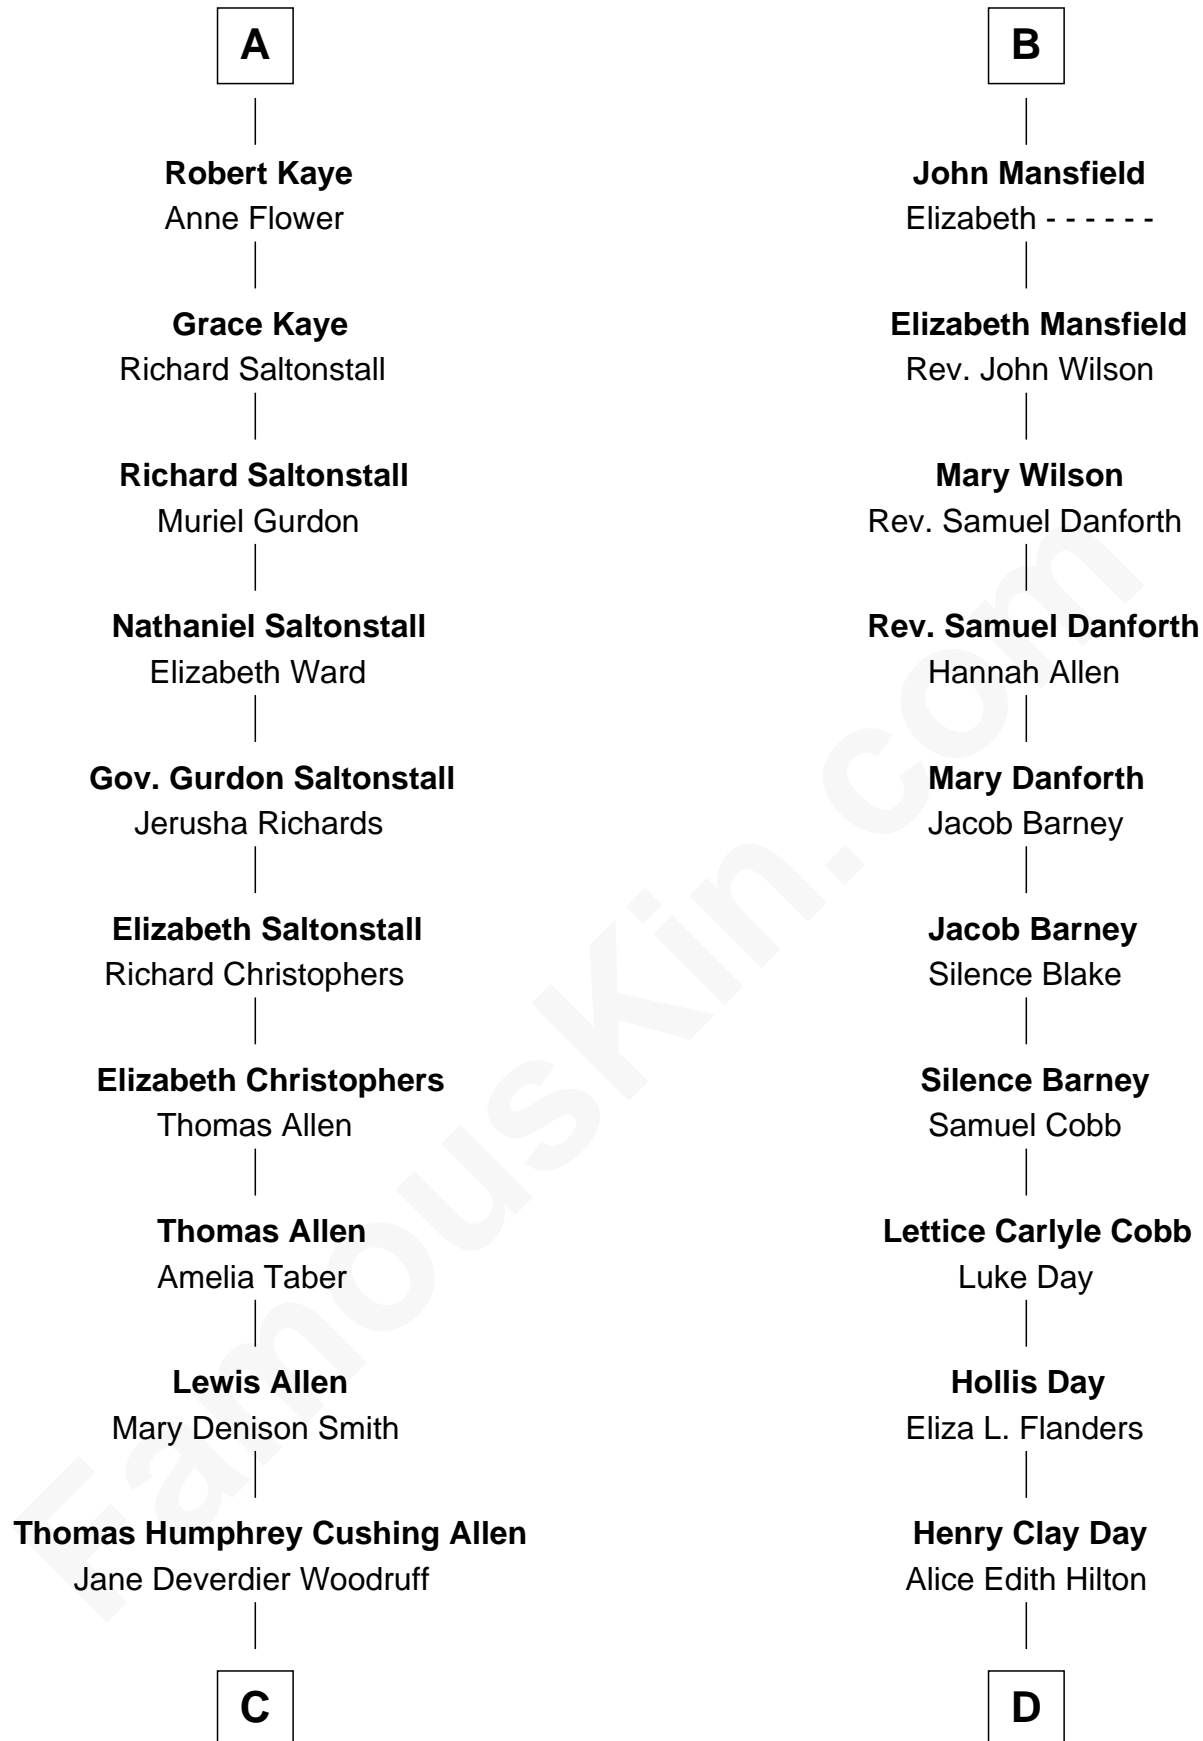 A
Robert Kaye
Anne Flower
Grace Kaye
Richard Saltonstall
Richard Saltonstall
Muriel Gurdon
Nathaniel Saltonstall
Elizabeth Ward
Gov. Gurdon Saltonstall
Jerusha Richards
Elizabeth Saltonstall
Richard Christophers
Elizabeth Christophers
Thomas Allen
Thomas Allen
Amelia Taber
Lewis Allen
Mary Denison Smith
Thomas Humphrey Cushing Allen
Jane Deverdier Woodruff
C
B
John Mansfield
Elizabeth - - - - - -
Elizabeth Mansfield
Rev. John Wilson
Mary Wilson
Rev. Samuel Danforth
Rev. Samuel Danforth
Hannah Allen
Mary Danforth
Jacob Barney
Jacob Barney
Silence Blake
Silence Barney
Samuel Cobb
Lettice Carlyle Cobb
Luke Day
Hollis Day
Eliza L. Flanders
Henry Clay Day
Alice Edith Hilton
D
FamousKin.com